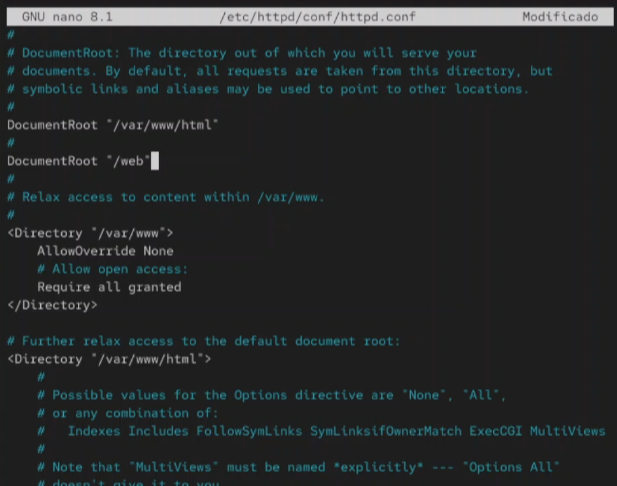 GNU nano 8.1 /etc/httpd/conf/httpd.conf Modificado
#
# DocumentRoot: The directory out of which you will serve your
# documents. By default, all requests are taken from this directory, but
# symbolic links and aliases may be used to point to other locations.
#
DocumentRoot "/var/www/html"
#
DocumentRoot "/web"
#
# Relax access to content within /var/www.
#
<Directory "/var/www">
    AllowOverride None
    # Allow open access:
    Require all granted
</Directory>

# Further relax access to the default document root:
<Directory "/var/www/html">
    #
    # Possible values for the Options directive are "None", "All",
    # or any combination of:
    #   Indexes Includes FollowSymLinks SymLinksifOwnerMatch ExecCGI MultiViews
    #
    # Note that "MultiViews" must be named *explicitly* --- "Options All"
    # doesn't give it to you